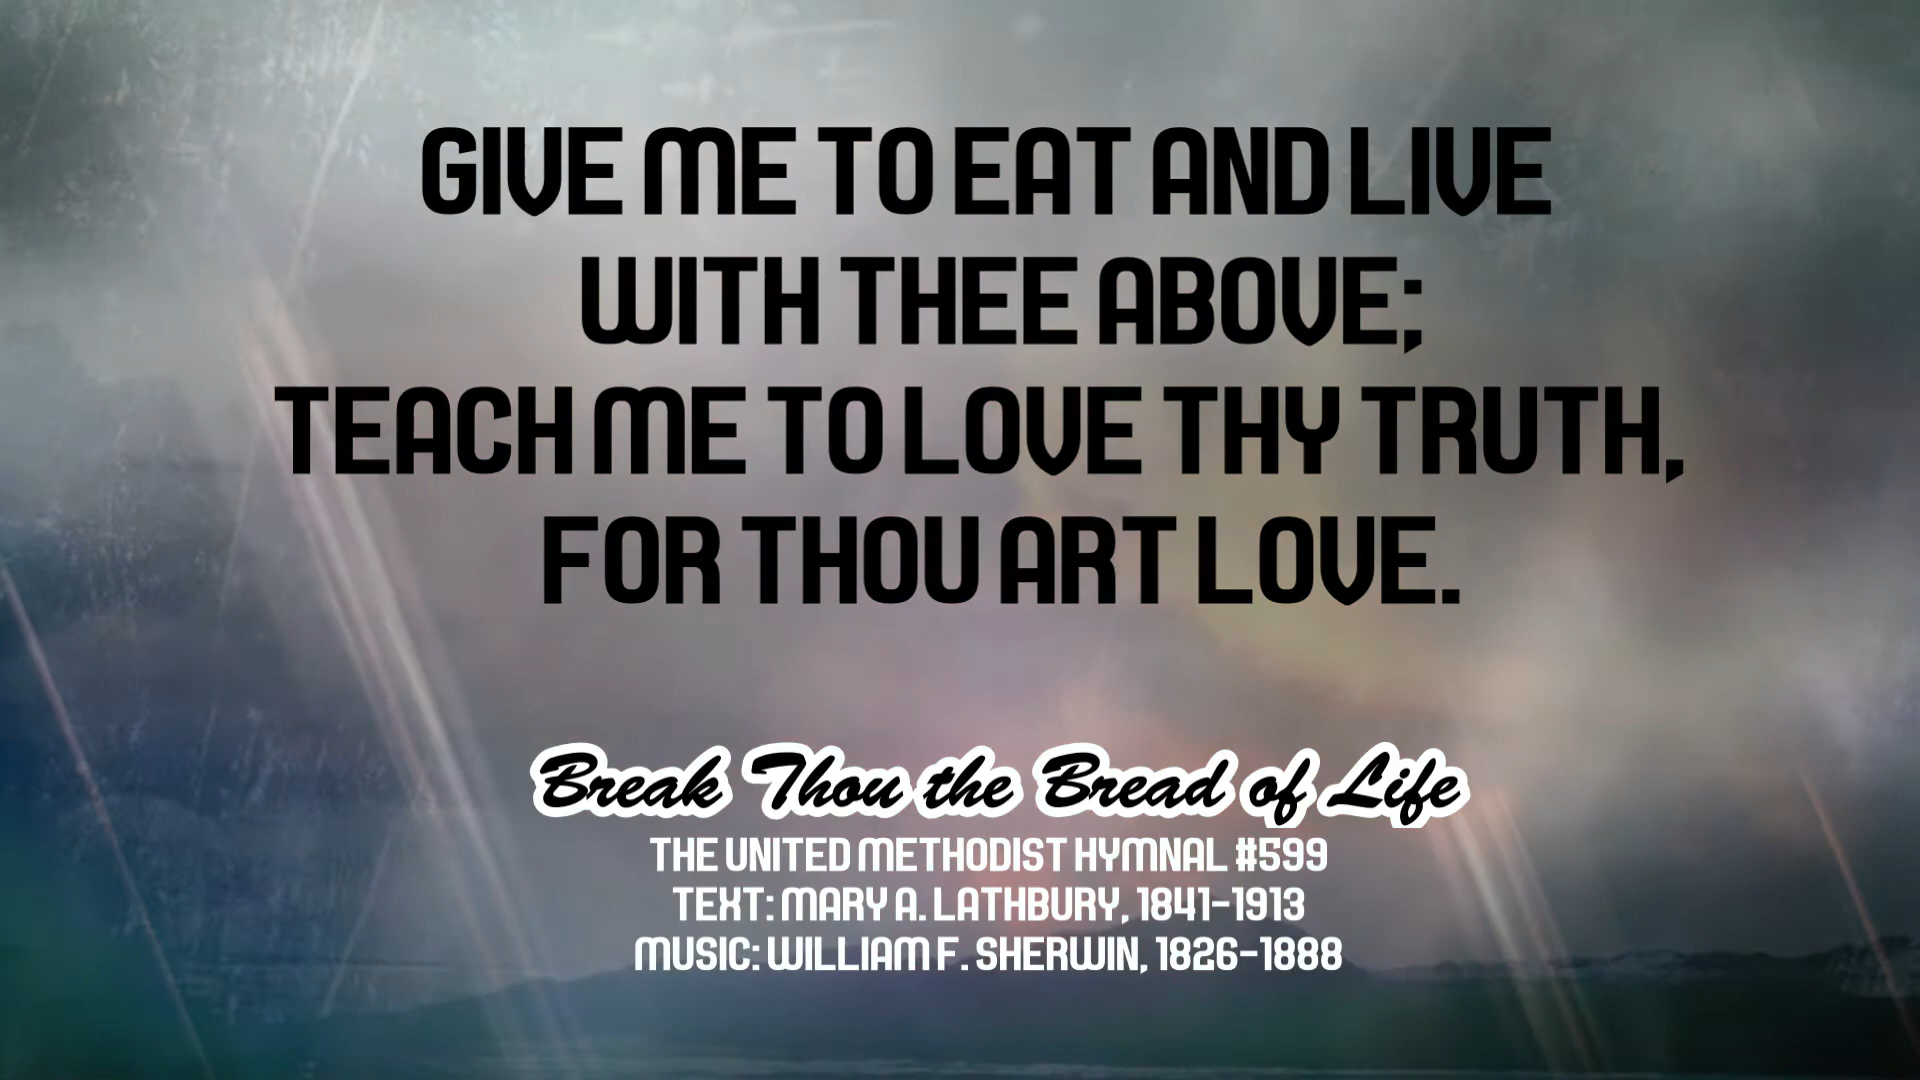 GIVE ME TO EAT AND LIVE
WITH THEE ABOVE;
TEACH ME TO LOVE THY TRUTH,
FOR THOU ART LOVE.
Break Thou the Bread of Life
THE UNITED METHODIST HYMNAL #599
TEXT: MARY A. LATHBURY, 1841-1913
MUSIC: WILLIAM F. SHERWIN, 1826-1888